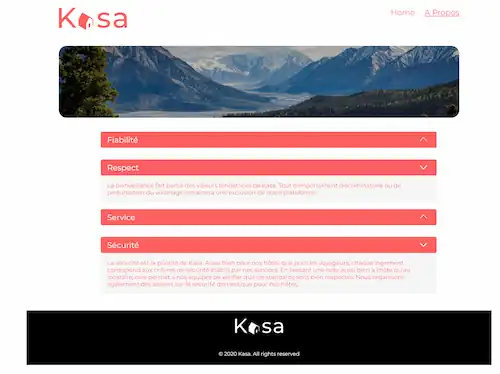 Kasa
Home A Propos
Fiabilité
Respect
La bienveillance fait partie des valeurs fondatrices de Kasa. Tout comportement discriminatoire ou de
perturbation du voisinage entraînera une exclusion de notre plateforme.
Service
Sécurité
La sécurité est la priorité de Kasa. Aussi bien pour nos hôtes que pour les voyageurs, chaque logement
correspond aux critères de sécurité établis par nos services. En laissant une note aussi bien à l'hôte qu'au
locataire, cela permet à nos équipes de vérifier que les standards sont bien respectés. Nous organisons
également des ateliers sur la sécurité domestique pour nos hôtes.
Kasa
© 2020 Kasa. All rights reserved